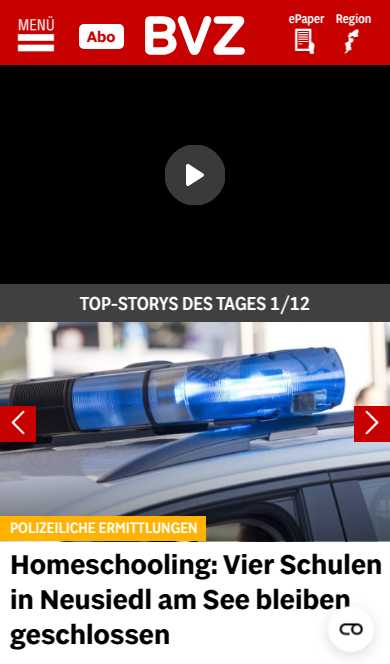 MENÜ
Abo
BVZ
ePaper
Region
TOP-STORYS DES TAGES 1/12
POLIZEILICHE ERMITTLUNGEN
Homeschooling: Vier Schulen
in Neusiedl am See bleiben
geschlossen